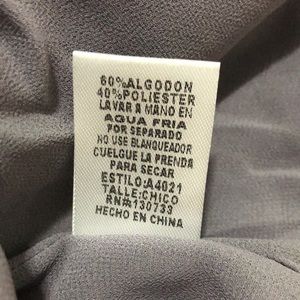 60%ALGODON
40%POLIESTER
LAVAR A MANO EN
AGUA FRIA
POR SEPARADO
NO USE BLANQUEADOR
CUELGUE LA PRENDA
PARA SECAR
ESTILO:A4021
TALLE:CHICO
RN#130733
HECHO EN CHINA